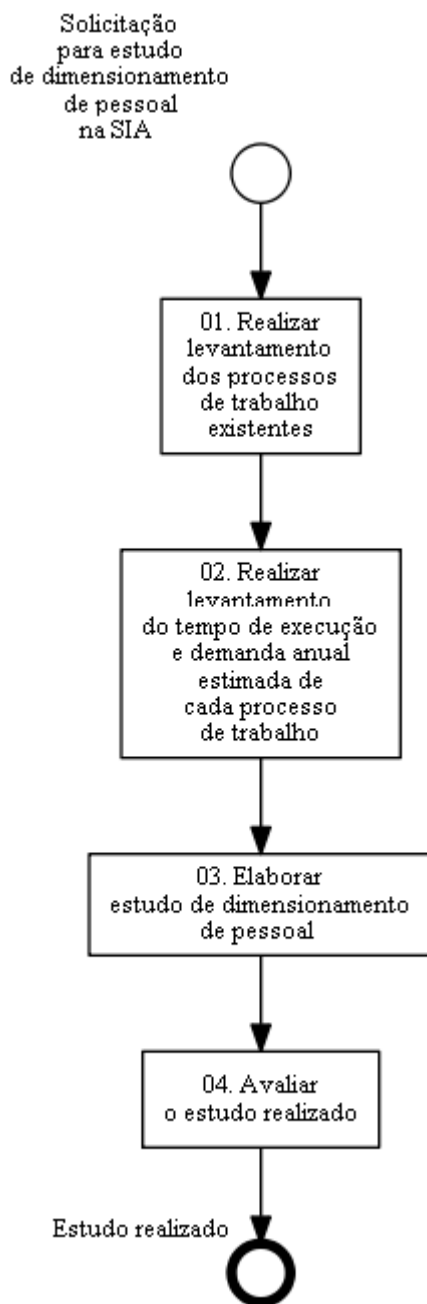 Solicitação
para estudo
de dimensionamento
de pessoal
na SIA
01. Realizar
levantamento
dos processos
de trabalho
existentes
02. Realizar
levantamento
do tempo de execução
e demanda anual
estimada de
cada processo
de trabalho
03. Elaborar
estudo de dimensionamento
de pessoal
04. Avaliar
o estudo realizado
Estudo realizado